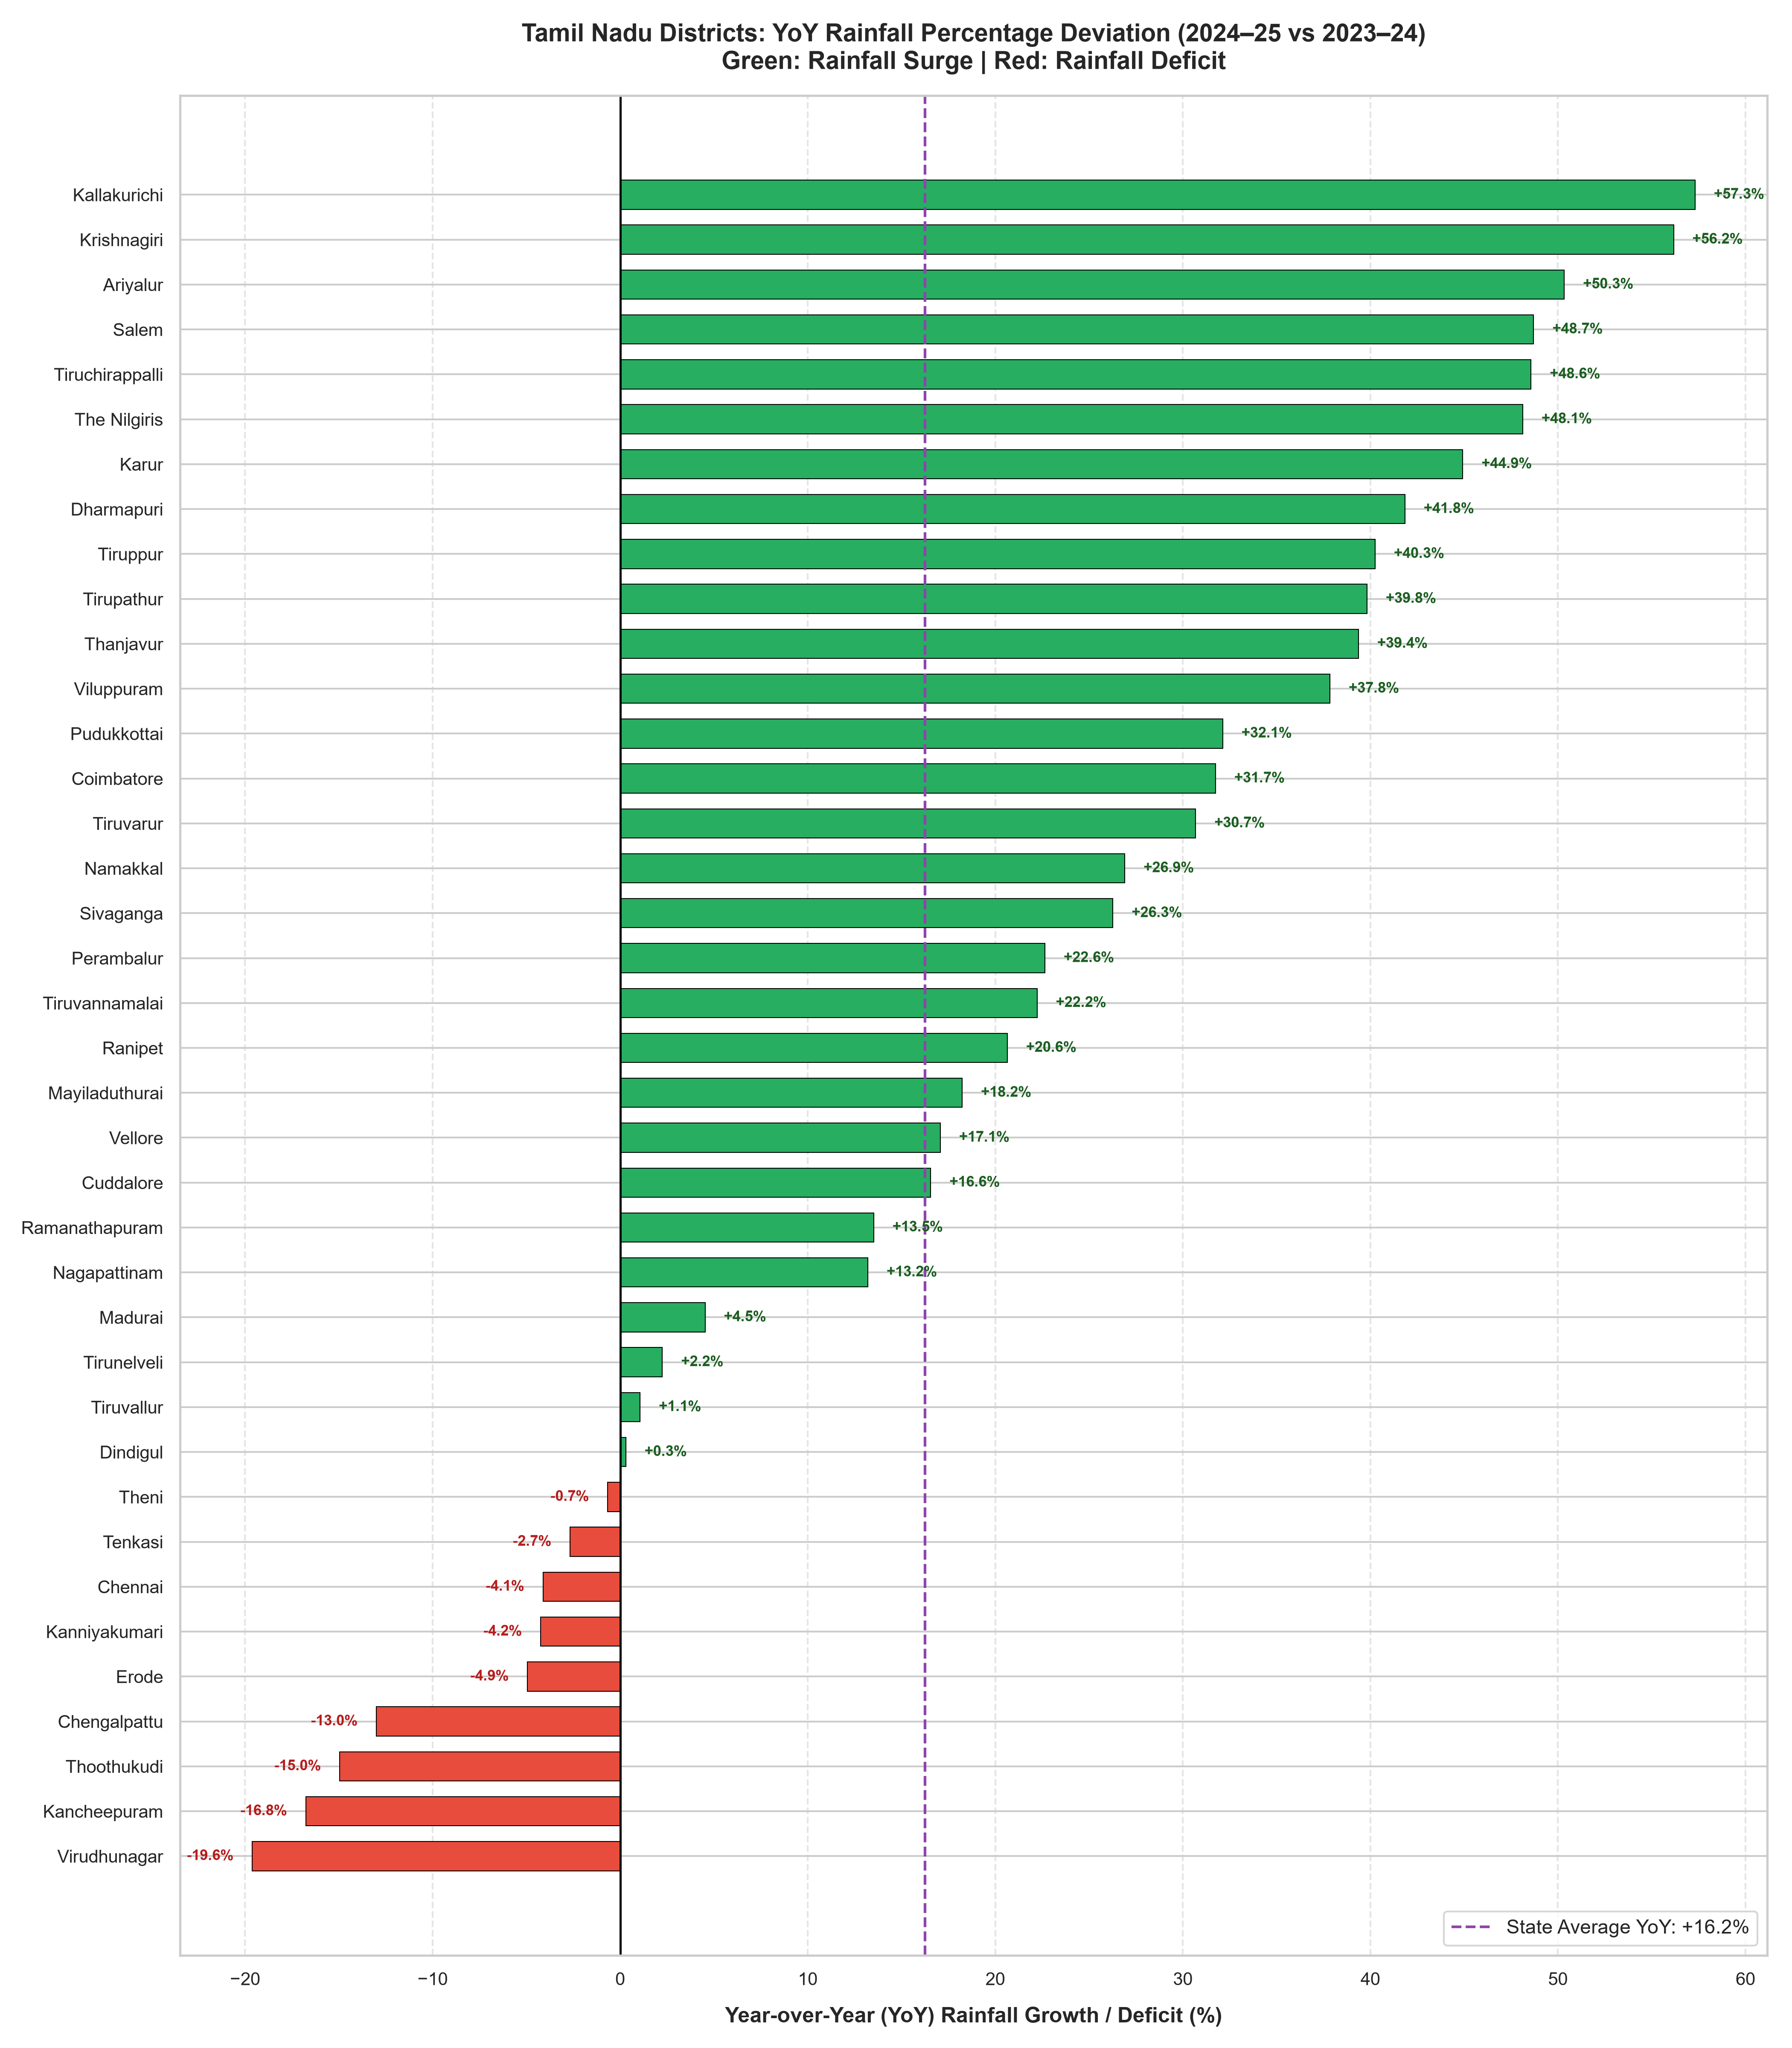 Tamil Nadu Districts: YoY Rainfall Percentage Deviation (2024–25 vs 2023–24)
Green: Rainfall Surge | Red: Rainfall Deficit
Kallakurichi +57.3%
Krishnagiri +56.2%
Ariyalur +50.3%
Salem +48.7%
Tiruchirappalli +48.6%
The Nilgiris +48.1%
Karur +44.9%
Dharmapuri +41.8%
Tiruppur +40.3%
Tirupathur +39.8%
Thanjavur +39.4%
Viluppuram +37.8%
Pudukkottai +32.1%
Coimbatore +31.7%
Tiruvarur +30.7%
Namakkal +26.9%
Sivaganga +26.3%
Perambalur +22.6%
Tiruvannamalai +22.2%
Ranipet +20.6%
Mayiladuthurai +18.2%
Vellore +17.1%
Cuddalore +16.6%
Ramanathapuram +13.5%
Nagapattinam +13.2%
Madurai +4.5%
Tirunelveli +2.2%
Tiruvallur +1.1%
Dindigul +0.3%
Theni -0.7%
Tenkasi -2.7%
Chennai -4.1%
Kanniyakumari -4.2%
Erode -4.9%
Chengalpattu -13.0%
Thoothukudi -15.0%
Kancheepuram -16.8%
Virudhunagar -19.6%
State Average YoY: +16.2%
−20 −10 0 10 20 30 40 50 60
Year-over-Year (YoY) Rainfall Growth / Deficit (%)